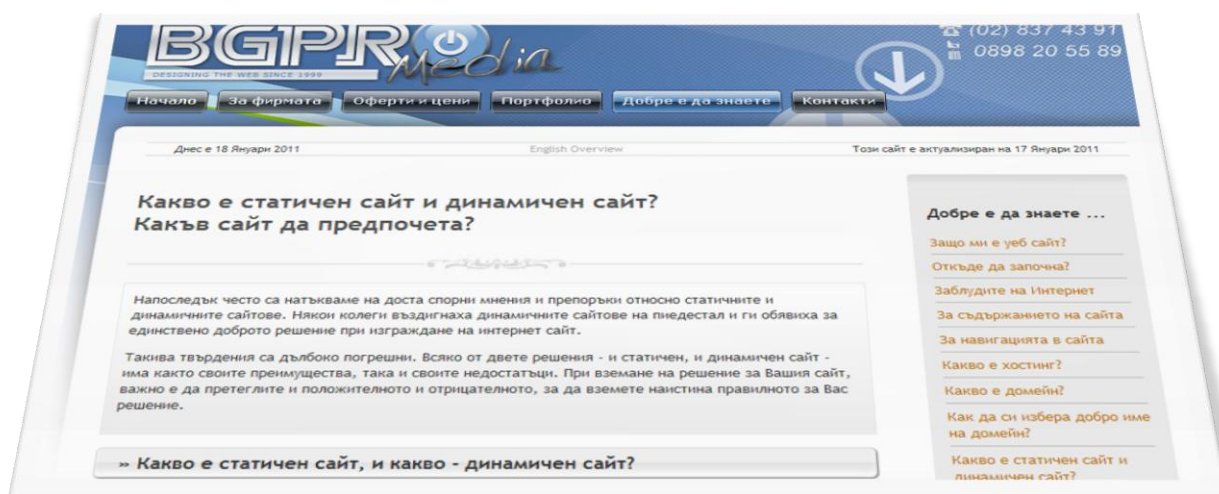 BGPRO Media
DESIGNING THE WEB SINCE 1999
(02) 837 43 91
0898 20 55 89
Начало За фирмата Оферти и цени Портфолио Добре е да знаете Контакти
Днес е 18 Януари 2011 English Overview Този сайт е актуализиран на 17 Януари 2011
Какво е статичен сайт и динамичен сайт?
Какъв сайт да предпочета?
Напоследък често са натъкваме на доста спорни мнения и препоръки относно статичните и
динамичните сайтове. Някои колеги въздигнаха динамичните сайтове на пиедестал и ги обявиха за
единствено доброто решение при изграждане на интернет сайт.
Такива твърдения са дълбоко погрешни. Всяко от двете решения - и статичен, и динамичен сайт -
има както своите преимущества, така и своите недостатъци. При вземане на решение за Вашия сайт,
важно е да претеглите и положителното и отрицателното, за да вземете наистина правилното за Вас
решение.
» Какво е статичен сайт, и какво - динамичен сайт?
Добре е да знаете ...
Защо ми е уеб сайт?
Откъде да започна?
Заблудите на Интернет
За съдържанието на сайта
За навигацията в сайта
Какво е хостинг?
Какво е домейн?
Как да си избера добро име
на домейн?
Какво е статичен сайт и
динамичен сайт?